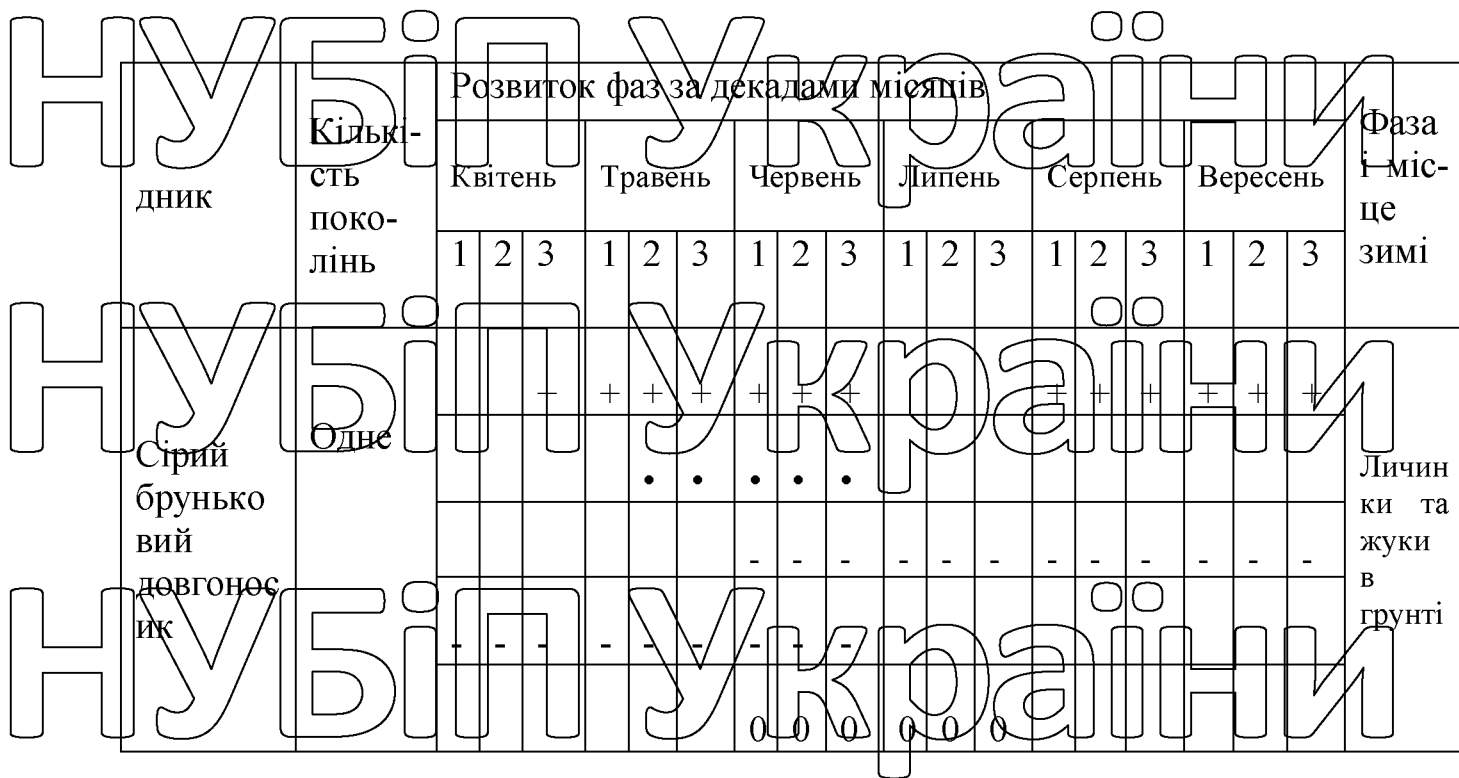 НУБіП України
Розвиток фаз за декадами місяців
дник
Кількі-
сть
поко-
лінь
Квітень Травень Червень Липень Серпень Вересень
Фаза
і міс-
це
зимі
1 2 3 1 2 3 1 2 3 1 2 3 1 2 3 1 2 3
НУБіП України
+ + + + + + + + + + + + +
Сірий
брунько
вий
довгонос
ик
Одне
• • • • •
- - - - - - - - - - - -
- - - - - - - - -
0 0 0 0 0 0
Личин
ки та
жуки
в
грунті
НУБіП України